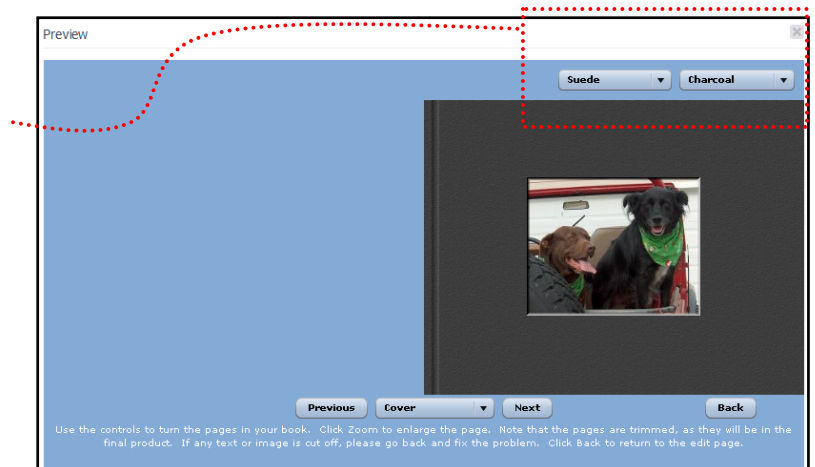 Preview
Suede
Charcoal
Previous
Cover
Next
Back
Use the controls to turn the pages in your book. Click Zoom to enlarge the page. Note that the pages are trimmed, as they will be in the
final product. If any text or image is cut off, please go back and fix the problem. Click Back to return to the edit page.